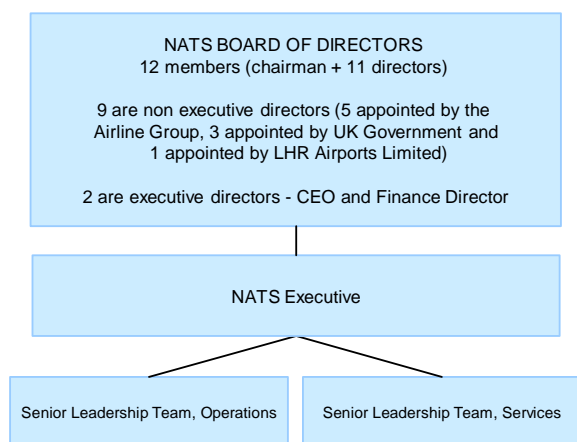 NATS BOARD OF DIRECTORS
12 members (chairman + 11 directors)
9 are non executive directors (5 appointed by the
Airline Group, 3 appointed by UK Government and
1 appointed by LHR Airports Limited)
2 are executive directors - CEO and Finance Director
NATS Executive
Senior Leadership Team, Operations
Senior Leadership Team, Services